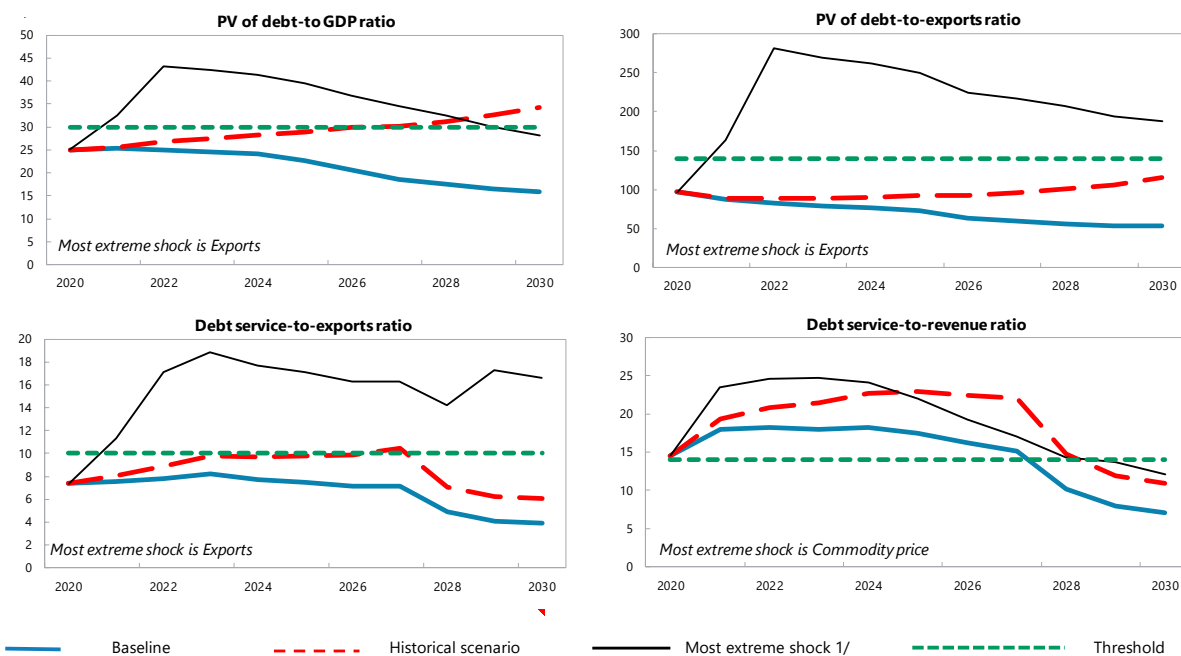 PV of debt-to GDP ratio
50
45
40
35
30
25
20
15
10
5
0
Most extreme shock is Exports
2020 2022 2024 2026 2028 2030
PV of debt-to-exports ratio
300
250
200
150
100
50
0
Most extreme shock is Exports
2020 2022 2024 2026 2028 2030
Debt service-to-exports ratio
20
18
16
14
12
10
8
6
4
2
0
Most extreme shock is Exports
2020 2022 2024 2026 2028 2030
Debt service-to-revenue ratio
30
25
20
15
10
5
0
Most extreme shock is Commodity price
2020 2022 2024 2026 2028 2030
Baseline Historical scenario Most extreme shock 1/ Threshold